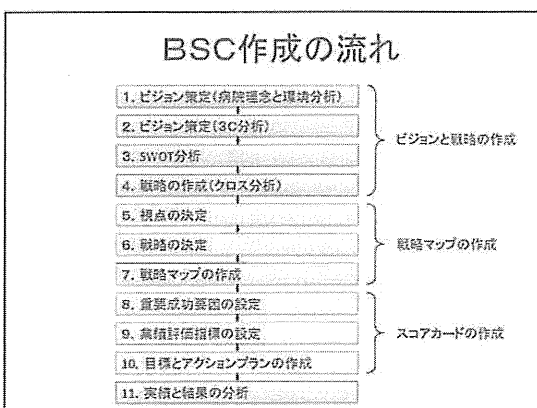 BSC作成の流れ
1. ビジョン策定(病院理念と環境分析)
2. ビジョン策定(3C分析)
3. SWOT分析
4. 戦略の作成(クロス分析)
ビジョンと戦略の作成
5. 視点の決定
6. 戦略の決定
7. 戦略マップの作成
戦略マップの作成
8. 重要成功要因の設定
9. 業績評価指標の設定
10. 目標とアクションプランの作成
スコアカードの作成
11. 実績と結果の分析